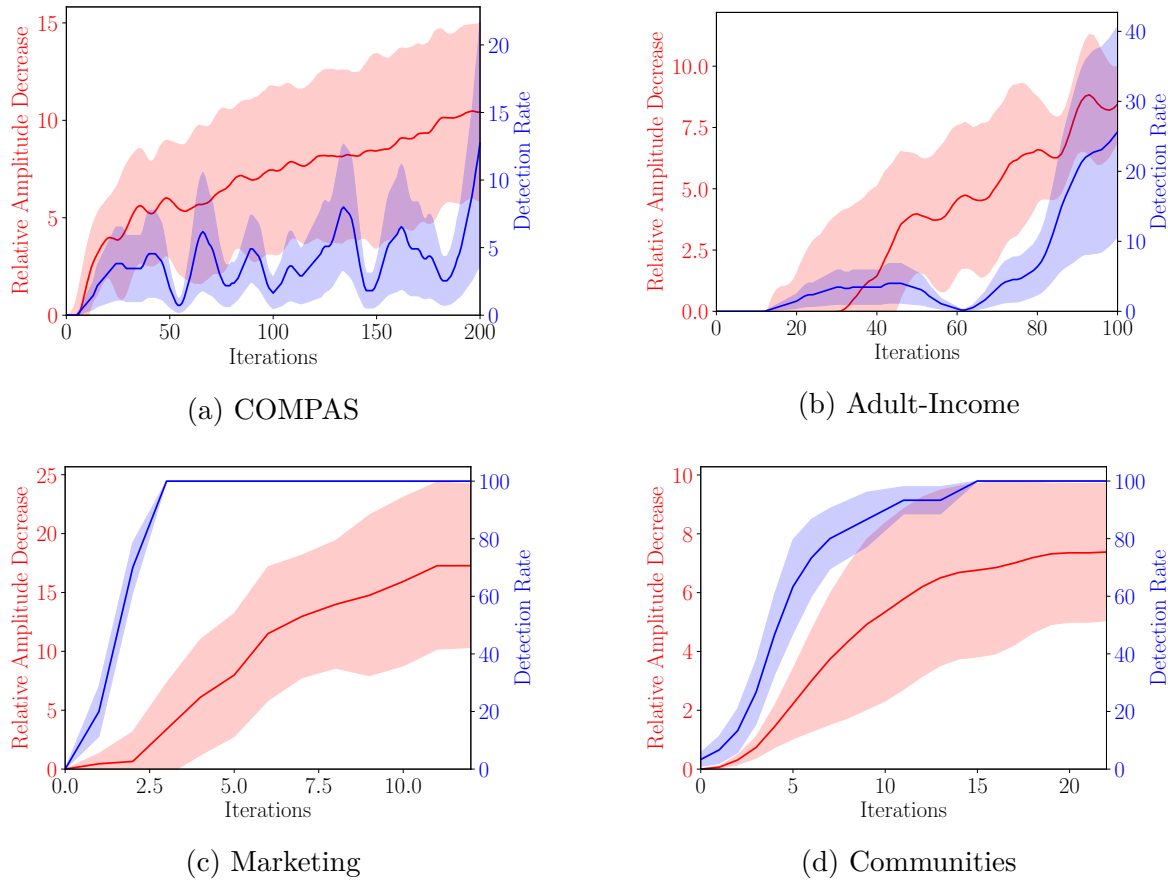 Relative Amplitude Decrease
15
10
5
0
20
15
10
5
0
Detection Rate
0 50 100 150 200
Iterations
(a) COMPAS
Relative Amplitude Decrease
10.0
7.5
5.0
2.5
0.0
40
30
20
10
0
Detection Rate
0 20 40 60 80 100
Iterations
(b) Adult-Income
Relative Amplitude Decrease
25
20
15
10
5
0
100
80
60
40
20
0
Detection Rate
0.0 2.5 5.0 7.5 10.0
Iterations
(c) Marketing
Relative Amplitude Decrease
10
8
6
4
2
0
100
80
60
40
20
0
Detection Rate
0 5 10 15 20
Iterations
(d) Communities